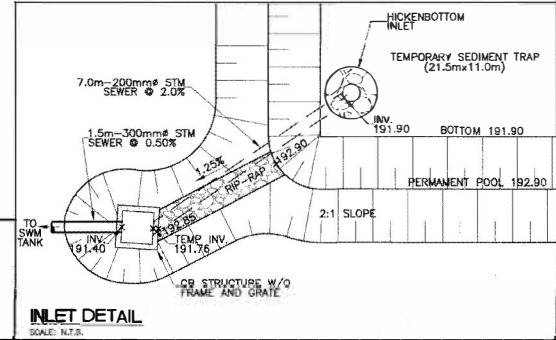 HICKENBOTTOM
INLET
TEMPORARY SEDIMENT TRAP
(21.5mx11.0m)
7.0m-200mmø STM
SEWER @ 2.0%
INV.
191.90
BOTTOM 191.90
1.5m-300mmø STM
SEWER @ 0.50%
1.25%
192.90
RIP-RAP
PERMAMENT POOL 192.90
2:1 SLOPE
TO
SWM
TANK
192.85
INV.
191.40
TEMP INV.
191.76
CB STRUCTURE W/O
FRAME AND GRATE
INLET DETAIL
SCALE: N.T.S.